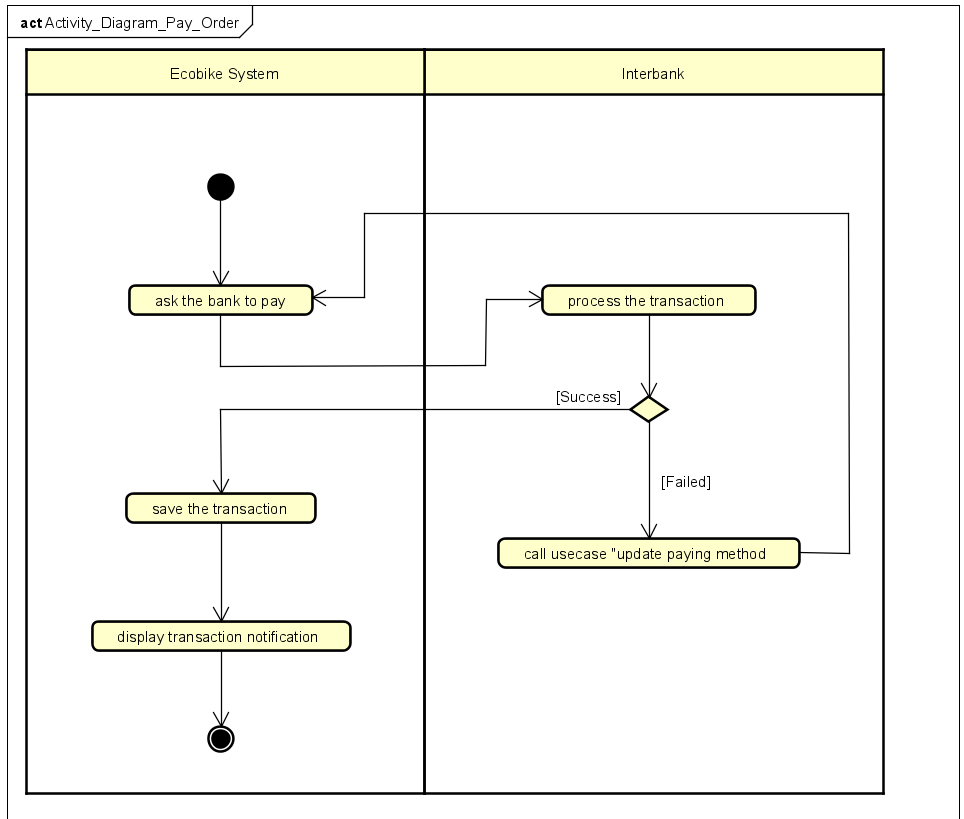 act Activity_Diagram_Pay_Order
Ecobike System
Interbank
ask the bank to pay
process the transaction
[Success]
[Failed]
save the transaction
call usecase "update paying method
display transaction notification